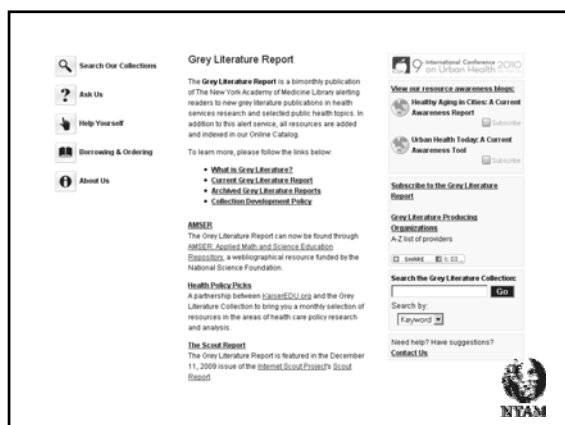 Search Our Collections
Ask Us
Help Yourself
Borrowing & Ordering
About Us
Grey Literature Report
The Grey Literature Report is a bimonthly publication
of The New York Academy of Medicine Library alerting
readers to new grey literature publications in health
services research and selected public health topics. In
addition to this alert service, all resources are added
and indexed in our Online Catalog.
To learn more, please follow the links below:
• What is Grey Literature?
• Current Grey Literature Report
• Archived Grey Literature Reports
• Collection Development Policy
AMSER
The Grey Literature Report can now be found through
AMSER: Applied Math and Science Education
Repository, a webliographical resource funded by the
National Science Foundation.
Health Policy Picks
A partnership between KaiserEDU.org and the Grey
Literature Collection to bring you a monthly selection of
resources in the areas of health care policy research
and analysis.
The Scout Report
The Grey Literature Report is featured in the December
11, 2009 issue of the Internet Scout Project's Scout
Report.
9 International Conference 2010
on Urban Health
View our resource awareness blogs:
Healthy Aging in Cities: A Current
Awareness Report
Subscribe
Urban Health Today: A Current
Awareness Tool
Subscribe
Subscribe to the Grey Literature
Report
Grey Literature Producing
Organizations
A-Z list of providers
SHARE
Search the Grey Literature Collection:
Go
Search by:
Keyword
Need help? Have suggestions?
Contact Us
NYAM